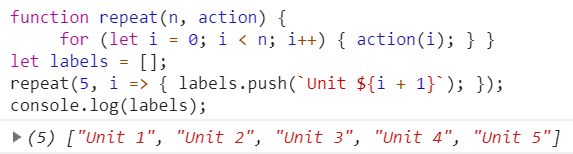 function repeat(n, action) {
     for (let i = 0; i < n; i++) { action(i); } }
let labels = [];
repeat(5, i => { labels.push(`Unit ${i + 1}`); });
console.log(labels);
▶ (5) ["Unit 1", "Unit 2", "Unit 3", "Unit 4", "Unit 5"]